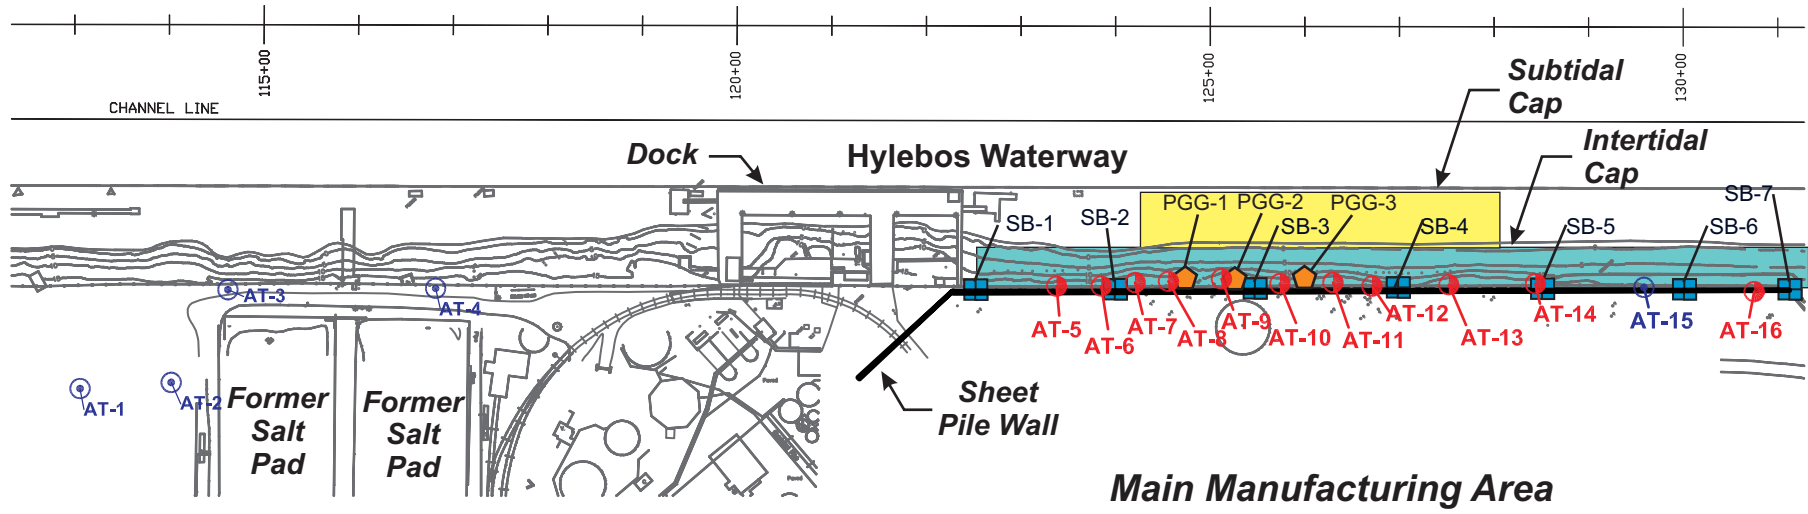 115+00
120+00
125+00
130+00
CHANNEL LINE
Subtidal
Cap
Dock
Hylebos Waterway
Intertidal
Cap
SB-7
PGG-1
PGG-2
PGG-3
SB-1
SB-2
SB-3
SB-4
SB-5
SB-6
AT-3
AT-4
AT-5
AT-6
AT-7
AT-8
AT-9
AT-10
AT-11
AT-12
AT-13
AT-14
AT-15
AT-16
AT-1
AT-2
Former
Salt
Pad
Former
Salt
Pad
Sheet
Pile Wall
Main Manufacturing Area